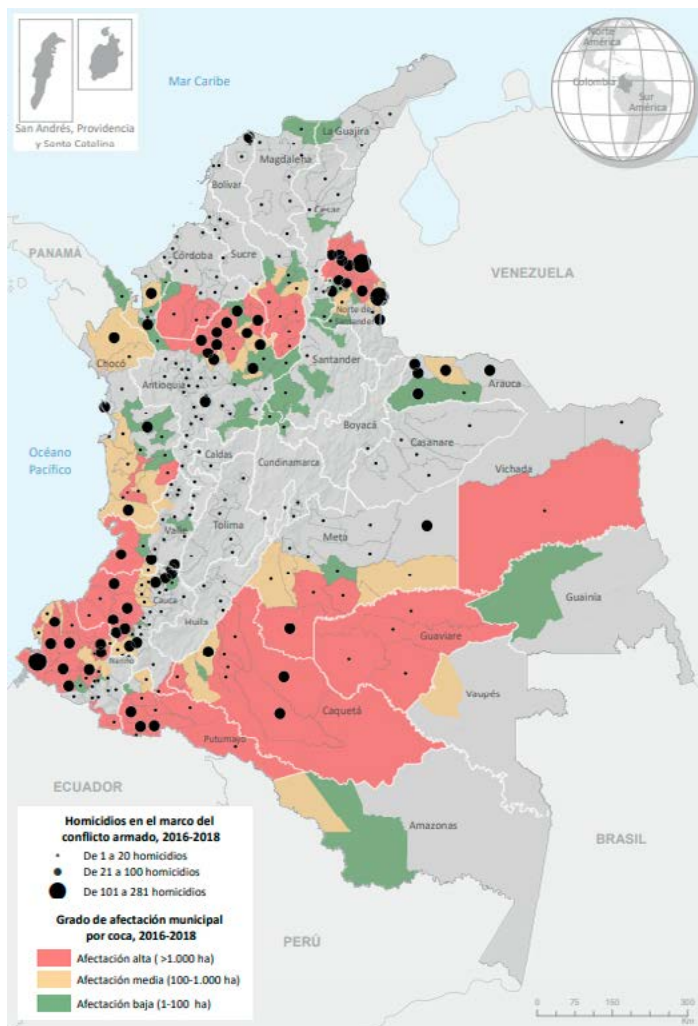 Norte
América
Colombia
Sur
América
Mar Caribe
San Andrés, Providencia
y Santa Catalina
La Guajira
Magdalena
Bolívar
Cesar
PANAMÁ
Córdoba
Sucre
VENEZUELA
Norte de
Santander
Chocó
Santander
Antioquia
Arauca
Boyacá
Océano
Pacífico
Caldas
Casanare
Cundinamarca
Vichada
Tolima
Valle
Meta
Cauca
Guainía
Huila
Guaviare
Nariño
Vaupés
Caquetá
Putumayo
ECUADOR
Amazonas
BRASIL
PERÚ
Homicidios en el marco del
conflicto armado, 2016-2018
De 1 a 20 homicidios
De 21 a 100 homicidios
De 101 a 281 homicidios
Grado de afectación municipal
por coca, 2016-2018
Afectación alta ( >1.000 ha)
Afectación media (100-1.000 ha)
Afectación baja (1-100 ha)
0 75 150 300
Km